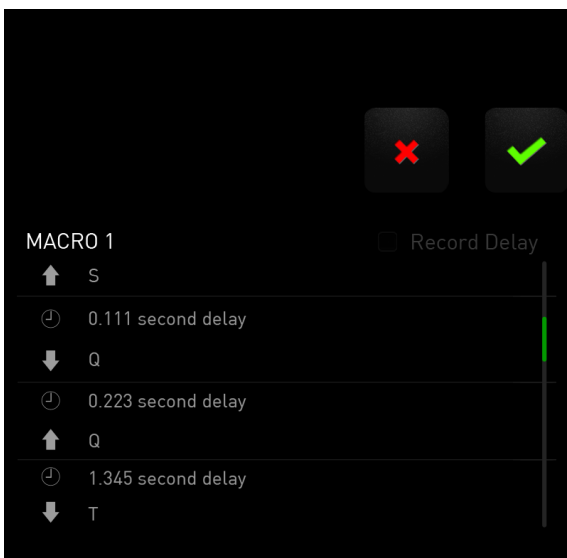 MACRO 1
Record Delay
S
0.111 second delay
Q
0.223 second delay
Q
1.345 second delay
T